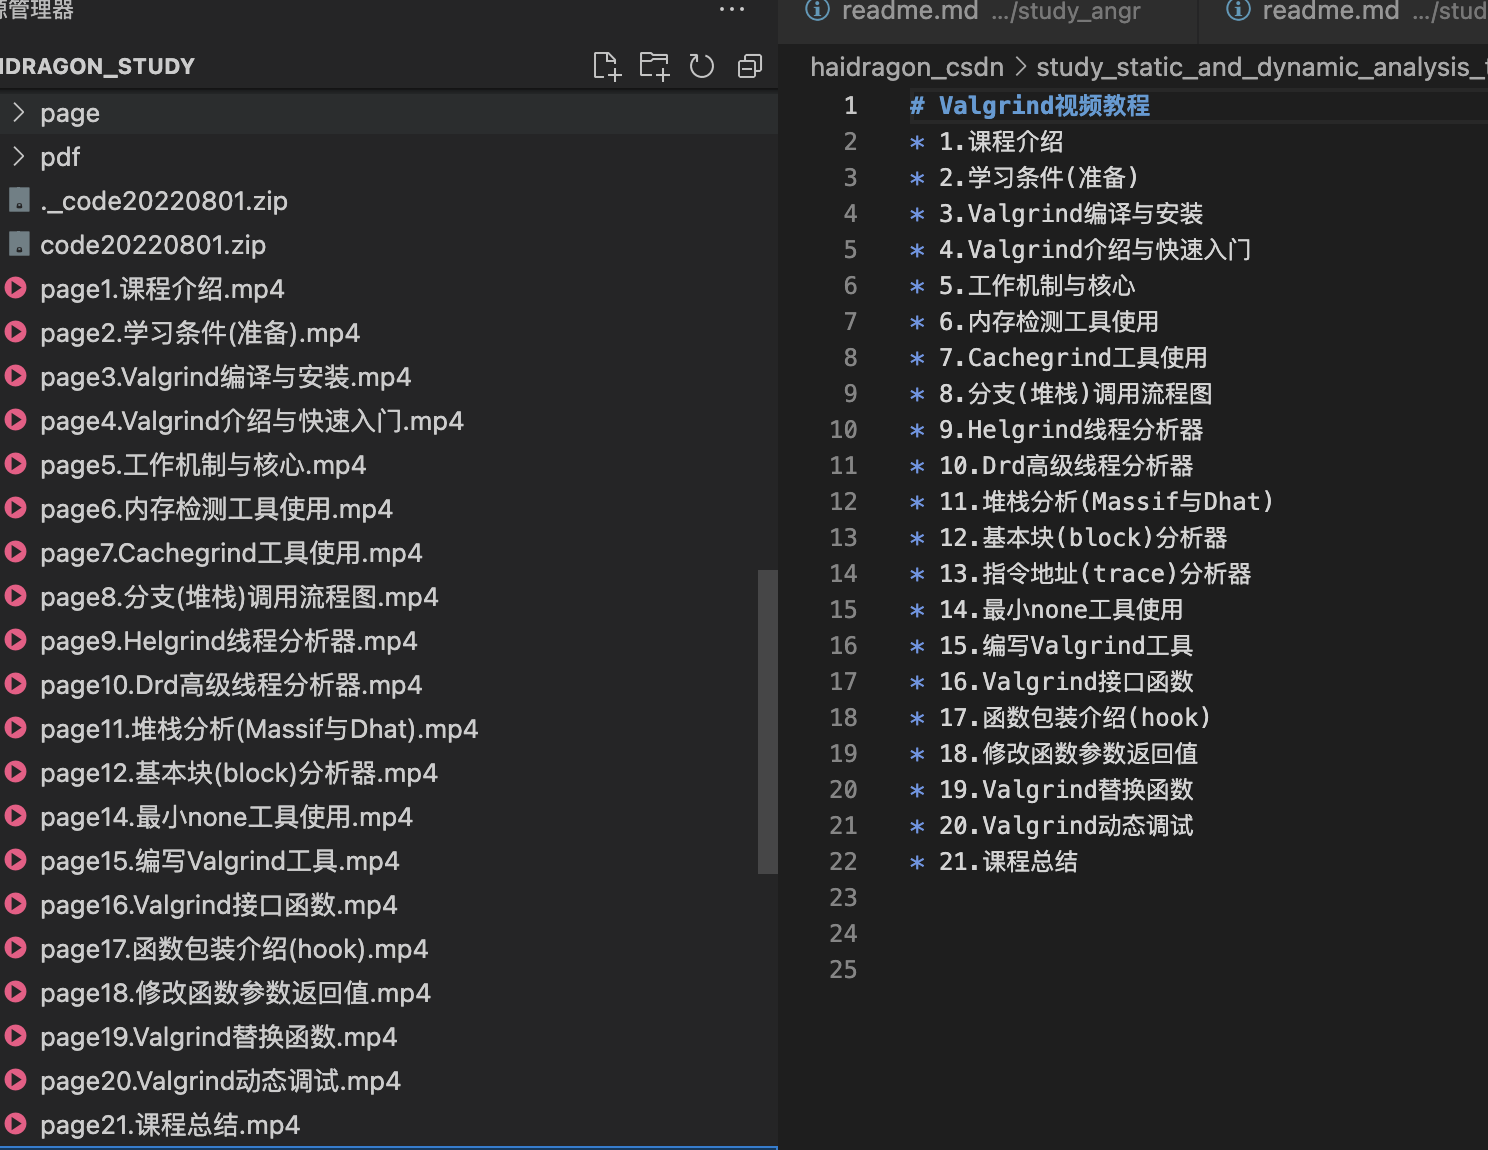 源管理器
IDRAGON_STUDY
page
pdf
._code20220801.zip
code20220801.zip
page1.课程介绍.mp4
page2.学习条件(准备).mp4
page3.Valgrind编译与安装.mp4
page4.Valgrind介绍与快速入门.mp4
page5.工作机制与核心.mp4
page6.内存检测工具使用.mp4
page7.Cachegrind工具使用.mp4
page8.分支(堆栈)调用流程图.mp4
page9.Helgrind线程分析器.mp4
page10.Drd高级线程分析器.mp4
page11.堆栈分析(Massif与Dhat).mp4
page12.基本块(block)分析器.mp4
page14.最小none工具使用.mp4
page15.编写Valgrind工具.mp4
page16.Valgrind接口函数.mp4
page17.函数包装介绍(hook).mp4
page18.修改函数参数返回值.mp4
page19.Valgrind替换函数.mp4
page20.Valgrind动态调试.mp4
page21.课程总结.mp4
readme.md .../study_angr
readme.md .../stud
haidragon_csdn > study_static_and_dynamic_analysis_
1 # Valgrind视频教程
2 * 1.课程介绍
3 * 2.学习条件(准备)
4 * 3.Valgrind编译与安装
5 * 4.Valgrind介绍与快速入门
6 * 5.工作机制与核心
7 * 6.内存检测工具使用
8 * 7.Cachegrind工具使用
9 * 8.分支(堆栈)调用流程图
10 * 9.Helgrind线程分析器
11 * 10.Drd高级线程分析器
12 * 11.堆栈分析(Massif与Dhat)
13 * 12.基本块(block)分析器
14 * 13.指令地址(trace)分析器
15 * 14.最小none工具使用
16 * 15.编写Valgrind工具
17 * 16.Valgrind接口函数
18 * 17.函数包装介绍(hook)
19 * 18.修改函数参数返回值
20 * 19.Valgrind替换函数
21 * 20.Valgrind动态调试
22 * 21.课程总结
23
24
25